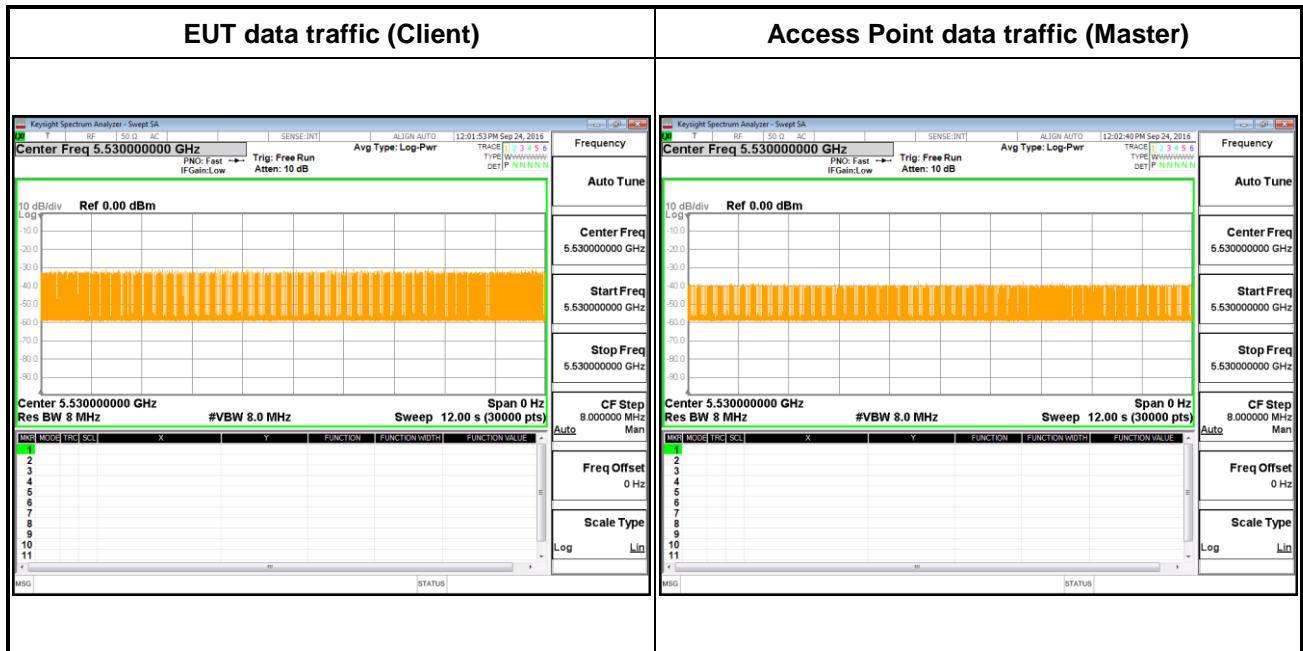 EUT data traffic (Client)
Access Point data traffic (Master)
Keysight Spectrum Analyzer - Swept SA
T RF 50 Ω AC SENSE:INT ALIGN AUTO 12:01:53 PM Sep 24, 2016
Center Freq 5.530000000 GHz
Avg Type: Log-Pwr
TRACE 1 2 3 4 5 6
PNO: Fast Trig: Free Run
TYPE WWWWWWW
IFGain:Low Atten: 10 dB
DET P N N N N N
10 dB/div Ref 0.00 dBm
Log
-10.0
-20.0
-30.0
-40.0
-50.0
-60.0
-70.0
-80.0
-90.0
Center 5.530000000 GHz Span 0 Hz
Res BW 8 MHz #VBW 8.0 MHz Sweep 12.00 s (30000 pts)
MKR MODE TRC SCL X Y FUNCTION FUNCTION WIDTH FUNCTION VALUE
1
2
3
4
5
6
7
8
9
10
11
MSG STATUS
Frequency
Auto Tune
Center Freq
5.530000000 GHz
Start Freq
5.530000000 GHz
Stop Freq
5.530000000 GHz
CF Step
8.000000 MHz
Auto Man
Freq Offset
0 Hz
Scale Type
Log Lin
Keysight Spectrum Analyzer - Swept SA
T RF 50 Ω AC SENSE:INT ALIGN AUTO 12:02:40 PM Sep 24, 2016
Center Freq 5.530000000 GHz
Avg Type: Log-Pwr
TRACE 1 2 3 4 5 6
PNO: Fast Trig: Free Run
TYPE WWWWWWW
IFGain:Low Atten: 10 dB
DET P N N N N N
10 dB/div Ref 0.00 dBm
Log
-10.0
-20.0
-30.0
-40.0
-50.0
-60.0
-70.0
-80.0
-90.0
Center 5.530000000 GHz Span 0 Hz
Res BW 8 MHz #VBW 8.0 MHz Sweep 12.00 s (30000 pts)
MKR MODE TRC SCL X Y FUNCTION FUNCTION WIDTH FUNCTION VALUE
1
2
3
4
5
6
7
8
9
10
11
MSG STATUS
Frequency
Auto Tune
Center Freq
5.530000000 GHz
Start Freq
5.530000000 GHz
Stop Freq
5.530000000 GHz
CF Step
8.000000 MHz
Auto Man
Freq Offset
0 Hz
Scale Type
Log Lin